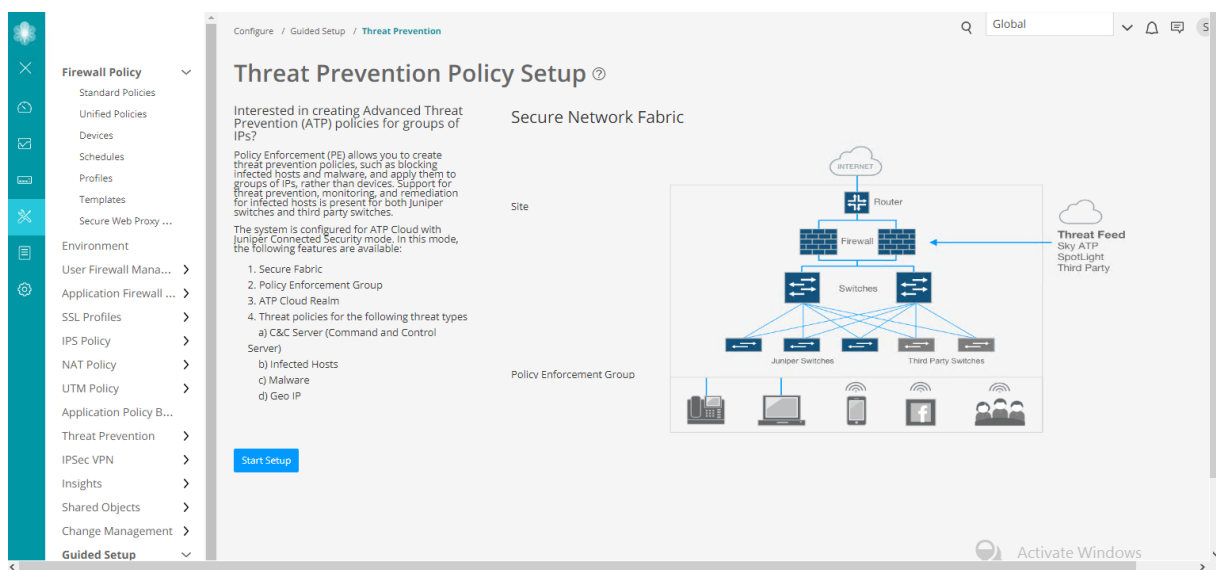 Configure / Guided Setup / Threat Prevention
Global
S
Firewall Policy
Standard Policies
Unified Policies
Devices
Schedules
Profiles
Templates
Secure Web Proxy ...
Environment
User Firewall Mana...
Application Firewall ...
SSL Profiles
IPS Policy
NAT Policy
UTM Policy
Application Policy B...
Threat Prevention
IPSec VPN
Insights
Shared Objects
Change Management
Guided Setup
Threat Prevention Policy Setup
Interested in creating Advanced Threat
Prevention (ATP) policies for groups of
IPs?
Policy Enforcement (PE) allows you to create
threat prevention policies, such as blocking
infected hosts and malware, and apply them to
groups of IPs, rather than devices. Support for
threat prevention, monitoring, and remediation
for infected hosts is present for both Juniper
switches and third party switches.
The system is configured for ATP Cloud with
Juniper Connected Security mode. In this mode,
the following features are available:
1. Secure Fabric
2. Policy Enforcement Group
3. ATP Cloud Realm
4. Threat policies for the following threat types
a) C&C Server (Command and Control
Server)
b) Infected Hosts
c) Malware
d) Geo IP
Start Setup
Secure Network Fabric
Site
Policy Enforcement Group
INTERNET
Router
Firewall
Switches
Juniper Switches
Third Party Switches
Threat Feed
Sky ATP
SpotLight
Third Party
Activate Windows